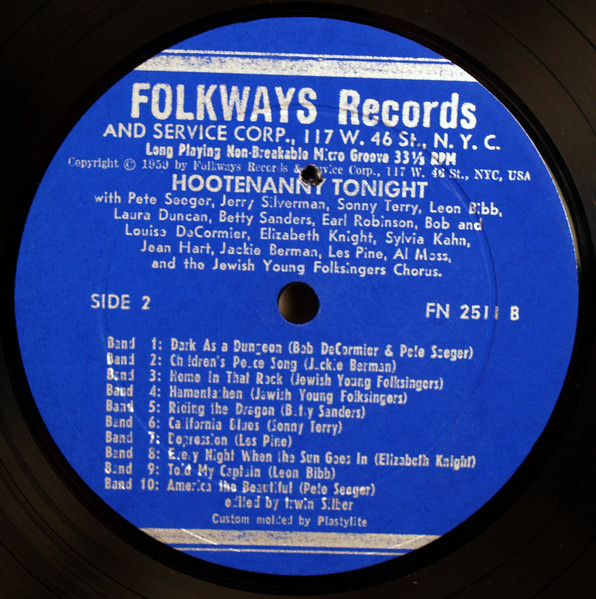 FOLKWAYS Records
AND SERVICE CORP., 117 W. 46 St., N. Y. C.
Long Playing Non-Breakable Micro Groove 33⅓ RPM
Copyright © 1959 by Folkways Records & Service Corp., 117 W. 46 St., NYC, USA
HOOTENANNY TONIGHT
with Pete Seeger, Jerry Silverman, Sonny Terry, Leon Bibb,
Laura Duncan, Betty Sanders, Earl Robinson, Bob and
Louise DeCormier, Elizabeth Knight, Sylvia Kahn,
Jean Hart, Jackie Berman, Les Pine, Al Moss,
and the Jewish Young Folksingers Chorus.
SIDE 2 FN 2511 B
Band 1: Dark As a Dungeon (Bob DeCormier & Pete Seeger)
Band 2: Children's Peace Song (Jackie Berman)
Band 3: Home In That Rock (Jewish Young Folksingers)
Band 4: Hamentashen (Jewish Young Folksingers)
Band 5: Riding the Dragon (Betty Sanders)
Band 6: California Blues (Sonny Terry)
Band 7: Depression (Les Pine)
Band 8: Every Night When the Sun Goes In (Elizabeth Knight)
Band 9: Told My Captain (Leon Bibb)
Band 10: America the Beautiful (Pete Seeger)
edited by Irwin Silber
Custom molded by Plastylite